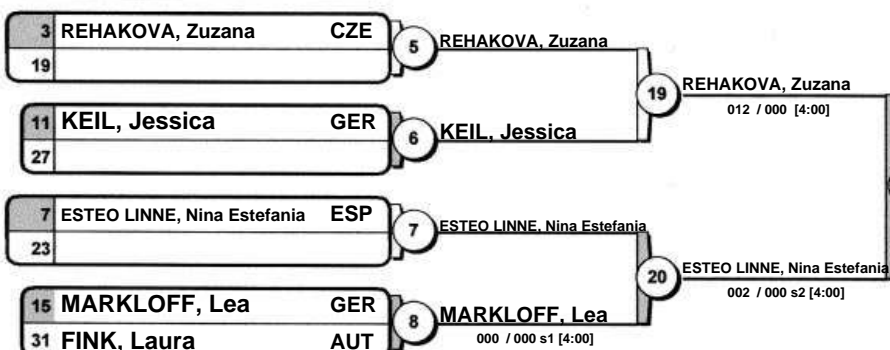 3 REHAKOVA, Zuzana CZE
19
5 REHAKOVA, Zuzana
11 KEIL, Jessica GER
27
6 KEIL, Jessica
19 REHAKOVA, Zuzana
012 / 000 [4:00]
7 ESTEO LINNE, Nina Estefania ESP
23
7 ESTEO LINNE, Nina Estefania
15 MARKLOFF, Lea GER
31 FINK, Laura AUT
8 MARKLOFF, Lea
000 / 000 s1 [4:00]
20 ESTEO LINNE, Nina Estefania
002 / 000 s2 [4:00]